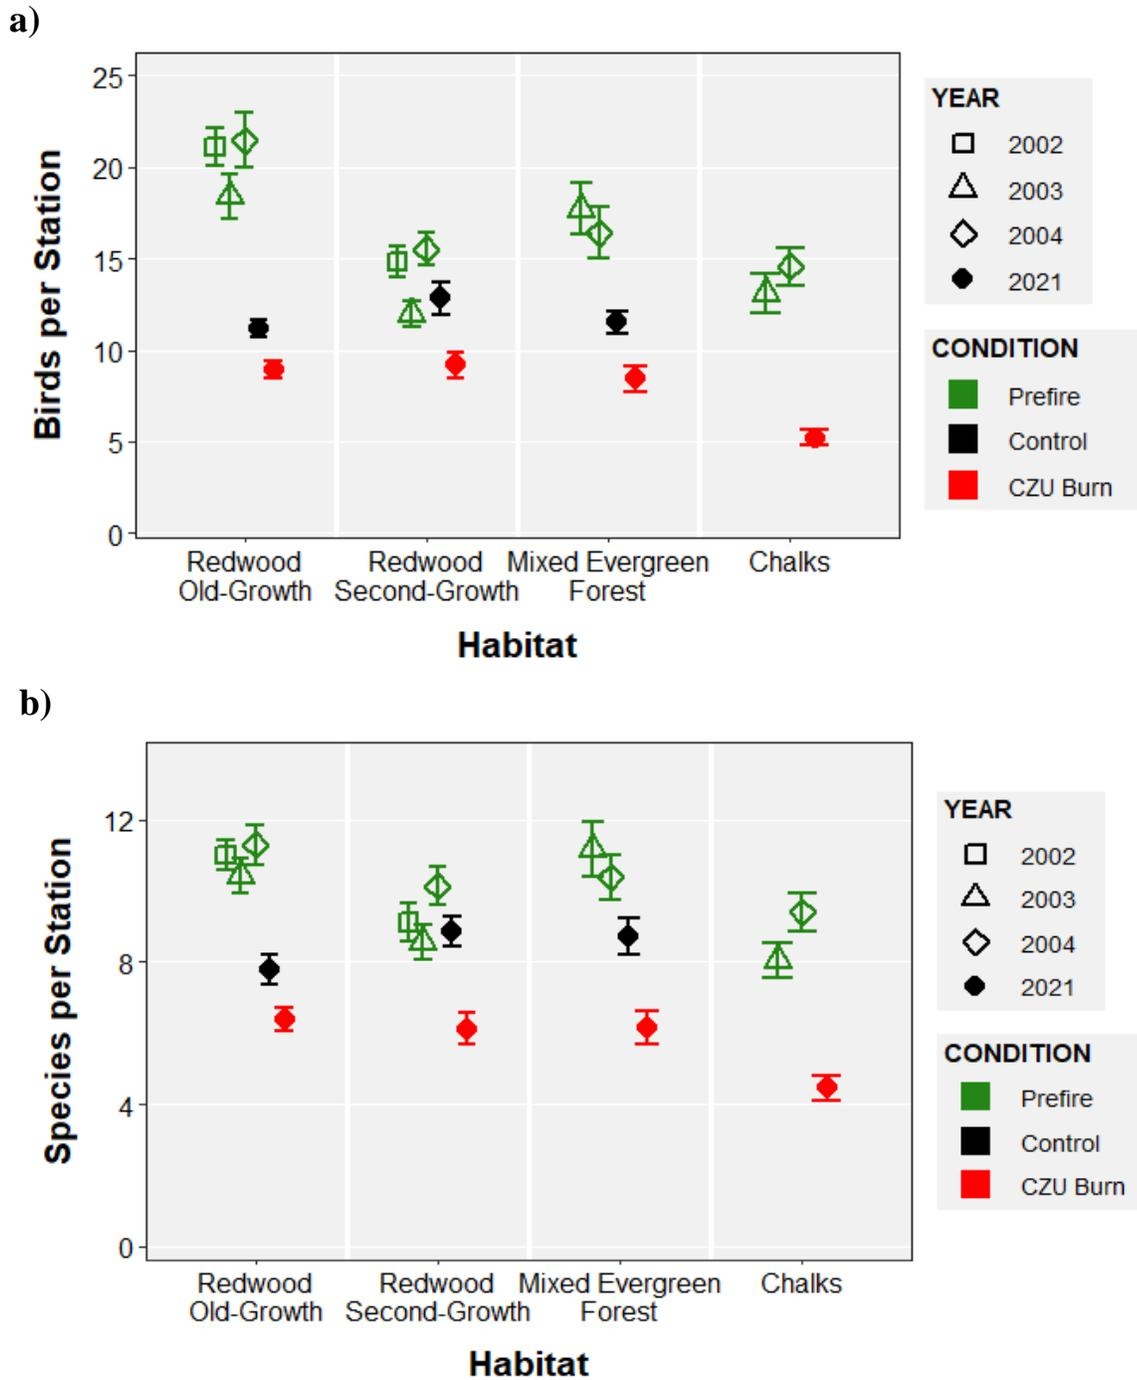 a)
Birds per Station
25
20
15
10
5
0
Redwood Old-Growth
Redwood Second-Growth
Mixed Evergreen Forest
Chalks
Habitat
YEAR
2002
2003
2004
2021
CONDITION
Prefire
Control
CZU Burn
b)
Species per Station
12
8
4
0
Redwood Old-Growth
Redwood Second-Growth
Mixed Evergreen Forest
Chalks
Habitat
YEAR
2002
2003
2004
2021
CONDITION
Prefire
Control
CZU Burn